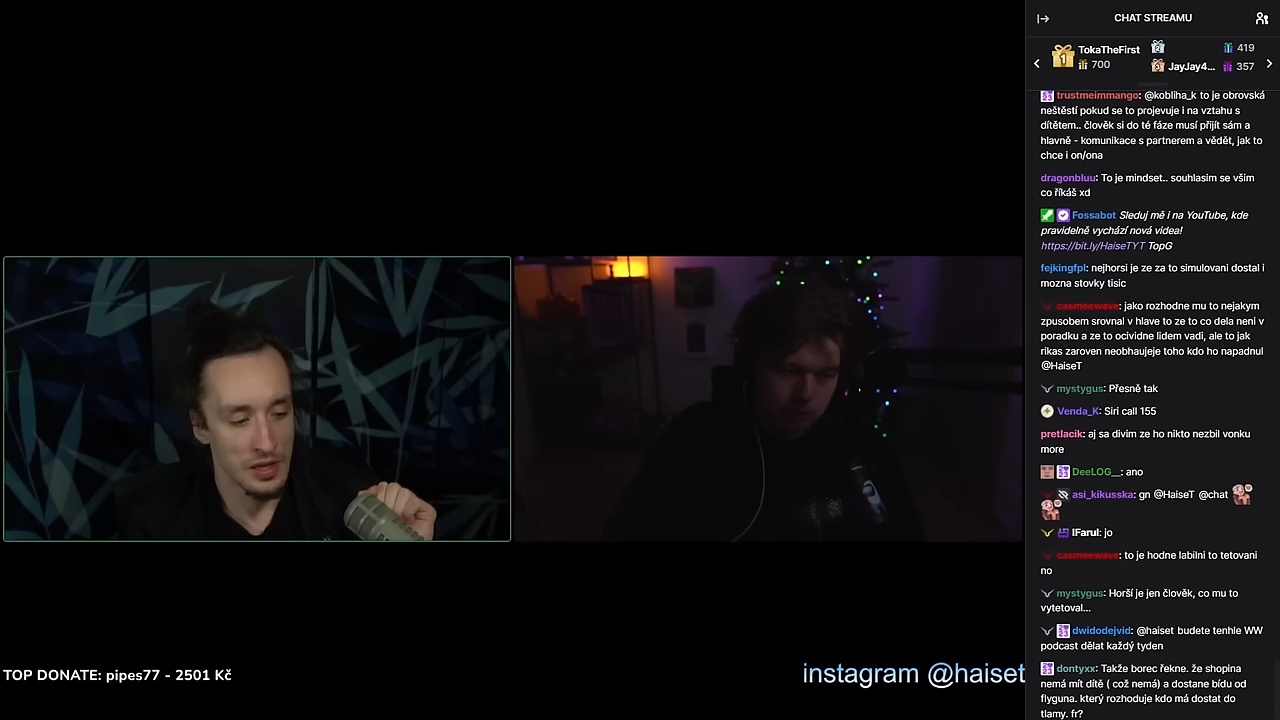 CHAT STREAMU
TokaTheFirst
700
419
JayJay4...
357
trustmeimmango: @kobliha_k to je obrovská
neštěstí pokud se to projevuje i na vztahu s
dítětem.. člověk si do té fáze musí přijít sám a
hlavně - komunikace s partnerem a vědět, jak to
chce i on/ona
dragonbluu: To je mindset.. souhlasim se všim
co říkáš xd
Fossabot Sleduj mě i na YouTube, kde
pravidelně vychází nová videa!
https://bit.ly/HaiseTYT TopG
fejkingfpl: nejhorsi je ze za to simulovani dostal i
mozna stovky tisic
casmeewave: jako rozhodne mu to nejakym
zpusobem srovnal v hlave to ze to co dela neni v
poradku a ze to ocividne lidem vadi, ale to jak
rikas zaroven neobhaujeje toho kdo ho napadnul
@HaiseT
mystygus: Přesně tak
Venda_K: Siri call 155
pretlacik: aj sa divim ze ho nikto nezbil vonku
more
DeeLOG__: ano
asi_kikusska: gn @HaiseT @chat
IFarul: jo
casmeewave: to je hodne labilni to tetovani
no
mystygus: Horší je jen člověk, co mu to
vytetoval...
dwidodejvid: @haiset budete tenhle WW
podcast dělat každý tyden
dontyxx: Takže borec řekne. že shopina
nemá mít dítě ( což nemá) a dostane bídu od
flyguna. který rozhoduje kdo má dostat do
tlamy. fr?
TOP DONATE: pipes77 - 2501 Kč
instagram @haiset